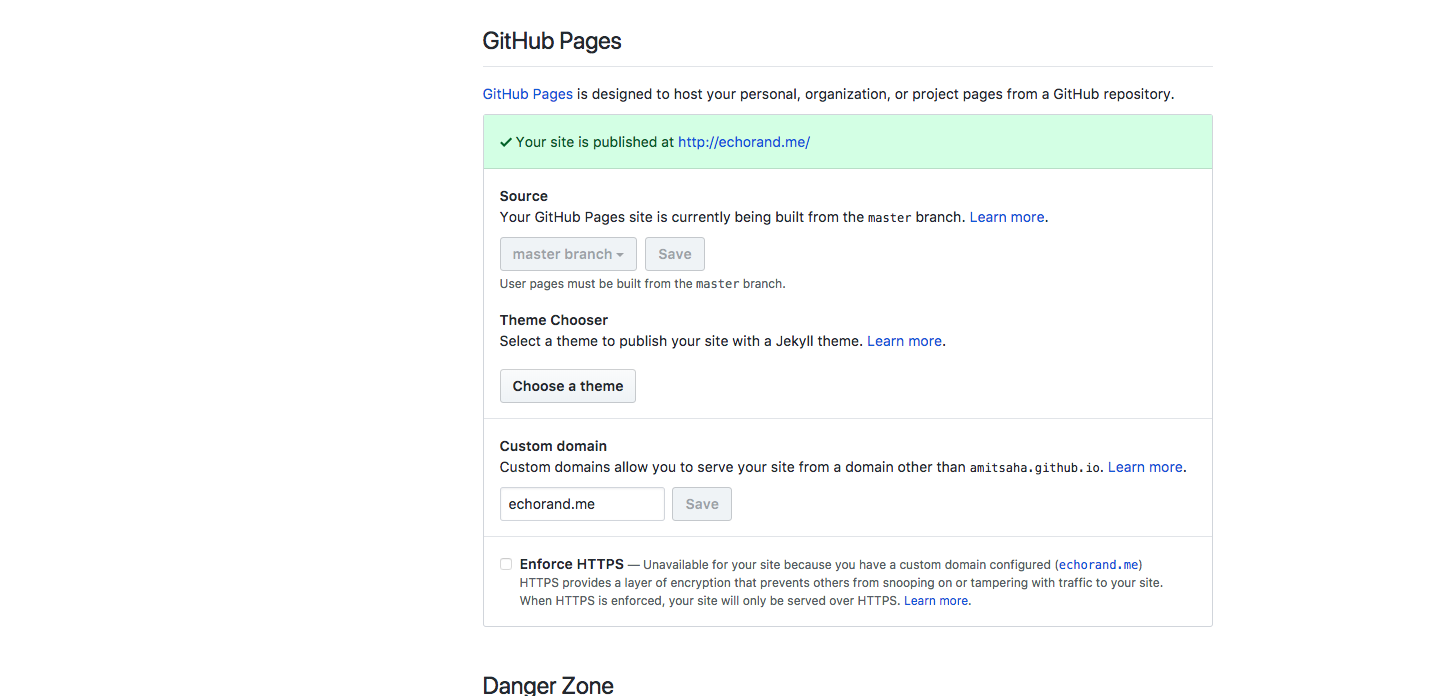 GitHub Pages
GitHub Pages is designed to host your personal, organization, or project pages from a GitHub repository.
Your site is published at http://echorand.me/
Source
Your GitHub Pages site is currently being built from the master branch. Learn more.
master branch Save
User pages must be built from the master branch.
Theme Chooser
Select a theme to publish your site with a Jekyll theme. Learn more.
Choose a theme
Custom domain
Custom domains allow you to serve your site from a domain other than amitsaha.github.io. Learn more.
echorand.me Save
Enforce HTTPS — Unavailable for your site because you have a custom domain configured (echorand.me)
HTTPS provides a layer of encryption that prevents others from snooping on or tampering with traffic to your site.
When HTTPS is enforced, your site will only be served over HTTPS. Learn more.
Danger Zone